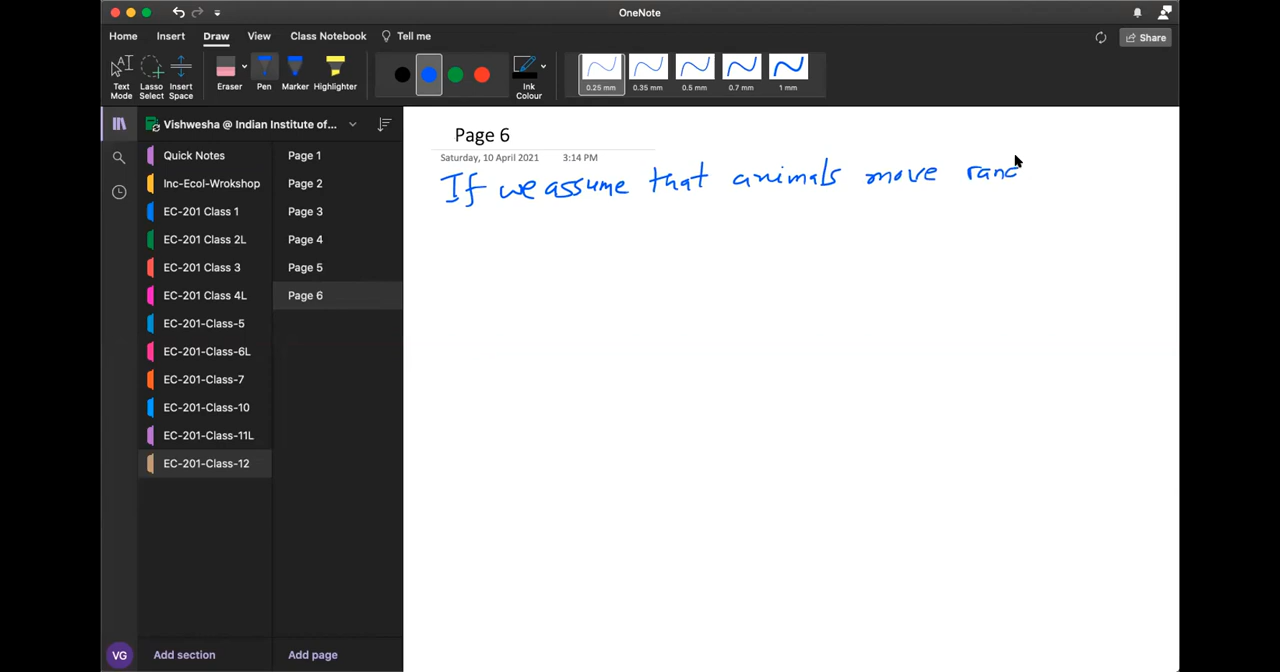 OneNote
Home Insert Draw View Class Notebook Tell me
Share
Text Mode
Lasso Select
Insert Space
Eraser
Pen
Marker
Highlighter
Ink Colour
0.25 mm
0.35 mm
0.5 mm
0.7 mm
1 mm
Vishwesha @ Indian Institute of...
Quick Notes
Inc-Ecol-Wrokshop
EC-201 Class 1
EC-201 Class 2L
EC-201 Class 3
EC-201 Class 4L
EC-201-Class-5
EC-201-Class-6L
EC-201-Class-7
EC-201-Class-10
EC-201-Class-11L
EC-201-Class-12
Add section
VG
Page 1
Page 2
Page 3
Page 4
Page 5
Page 6
Add page
Page 6
Saturday, 10 April 2021 3:14 PM
If we assume that animals move ranc